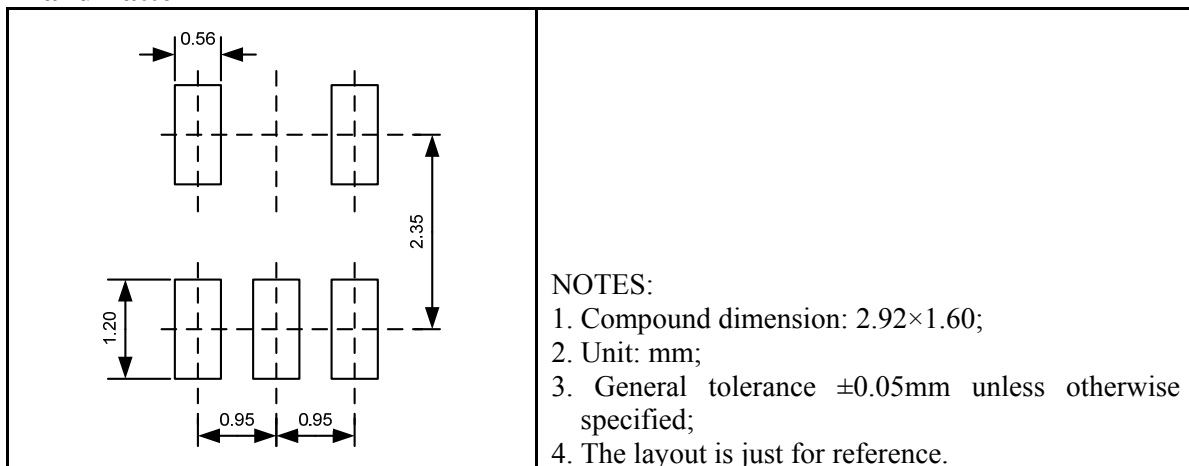 0.56
2.35
1.20
0.95 0.95
NOTES:
1. Compound dimension: 2.92×1.60;
2. Unit: mm;
3. General tolerance ±0.05mm unless otherwise
specified;
4. The layout is just for reference.